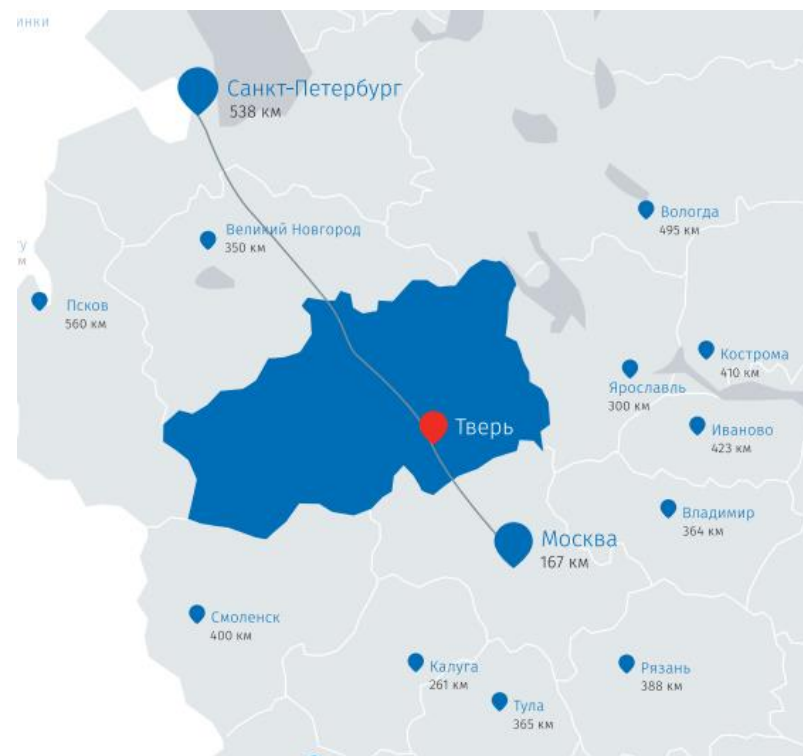 Санкт-Петербург
538 км
Вологда
495 км
Великий Новгород
350 км
Псков
560 км
Кострома
410 км
Ярославль
300 км
Тверь
Иваново
423 км
Владимир
364 км
Москва
167 км
Смоленск
400 км
Калуга
261 км
Рязань
388 км
Тула
365 км